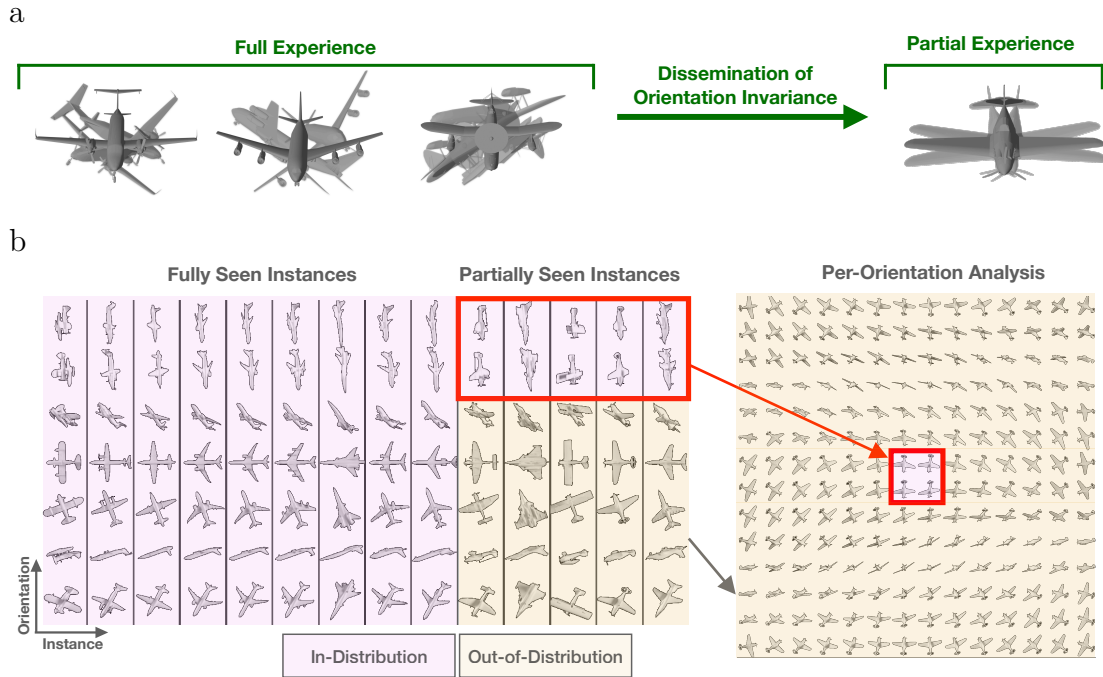 a
Full Experience
Dissemination of
Orientation Invariance
Partial Experience
b
Fully Seen Instances
Partially Seen Instances
Per-Orientation Analysis
Orientation
Instance
In-Distribution
Out-of-Distribution